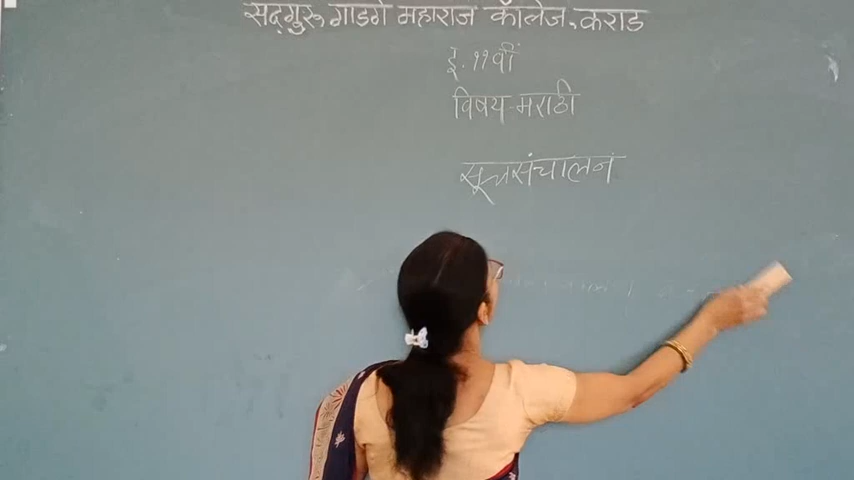 सद्गुरु गाडगे महाराज कॉलेज, कराड
इ. ११वीं
विषय-मराठी
सूत्रसंचालन